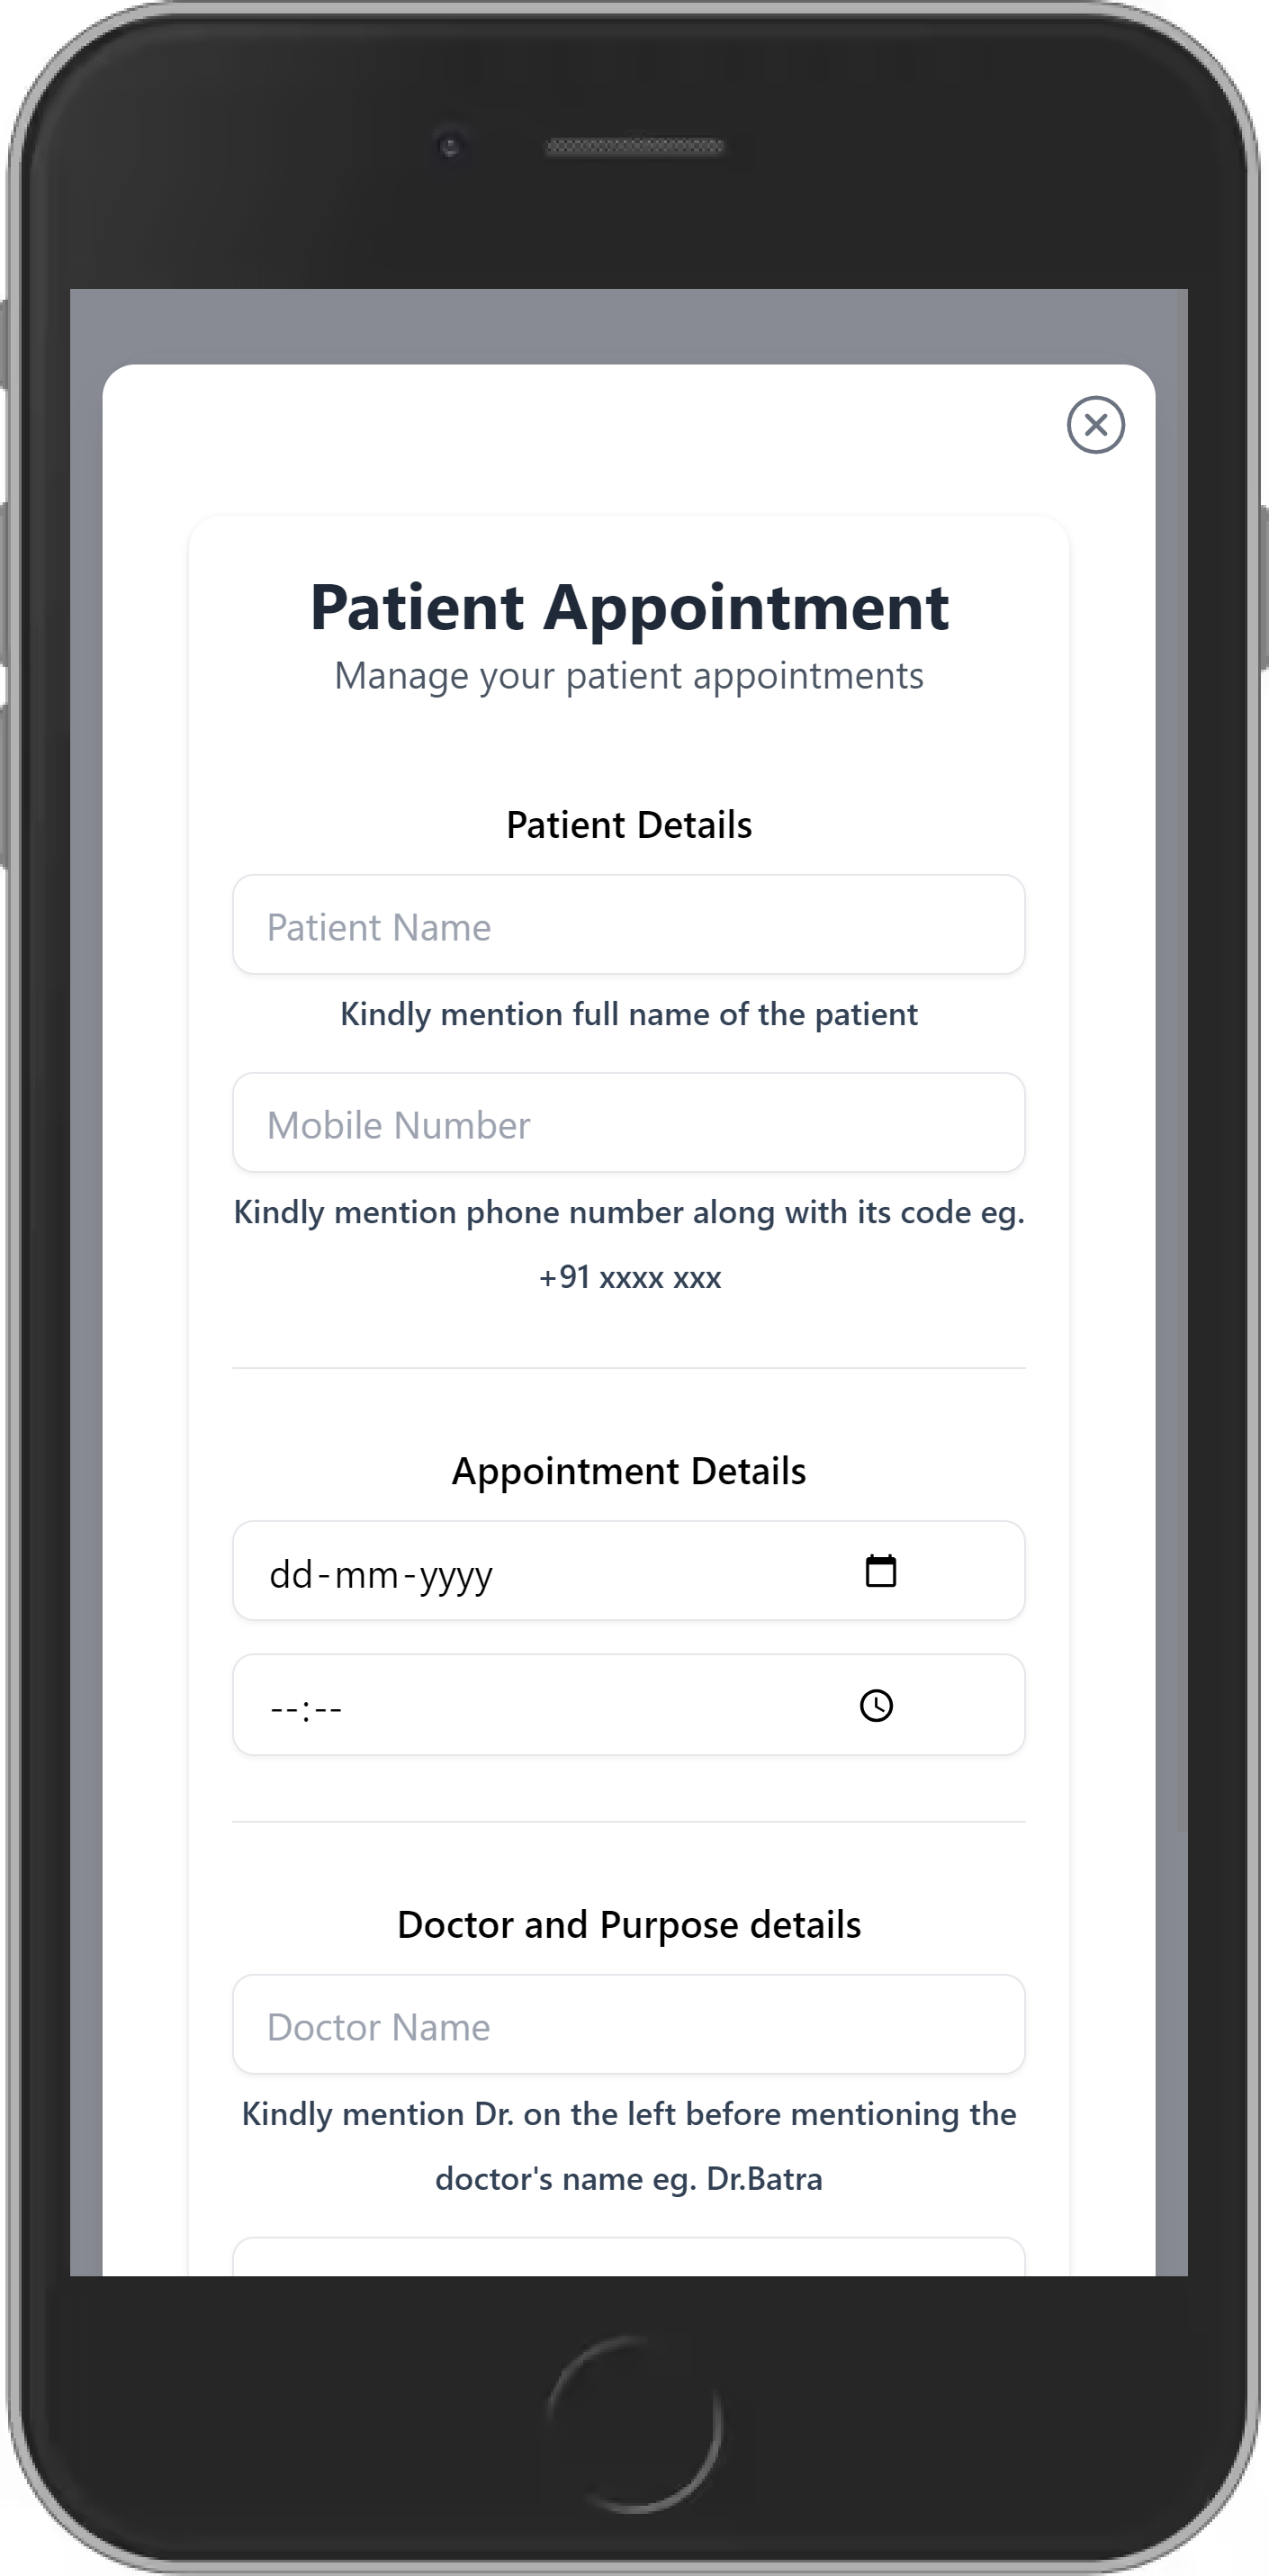 Patient Appointment
Manage your patient appointments
Patient Details
Patient Name
Kindly mention full name of the patient
Mobile Number
Kindly mention phone number along with its code eg.
+91 xxxx xxx
Appointment Details
dd-mm-yyyy
--:--
Doctor and Purpose details
Doctor Name
Kindly mention Dr. on the left before mentioning the
doctor's name eg. Dr.Batra